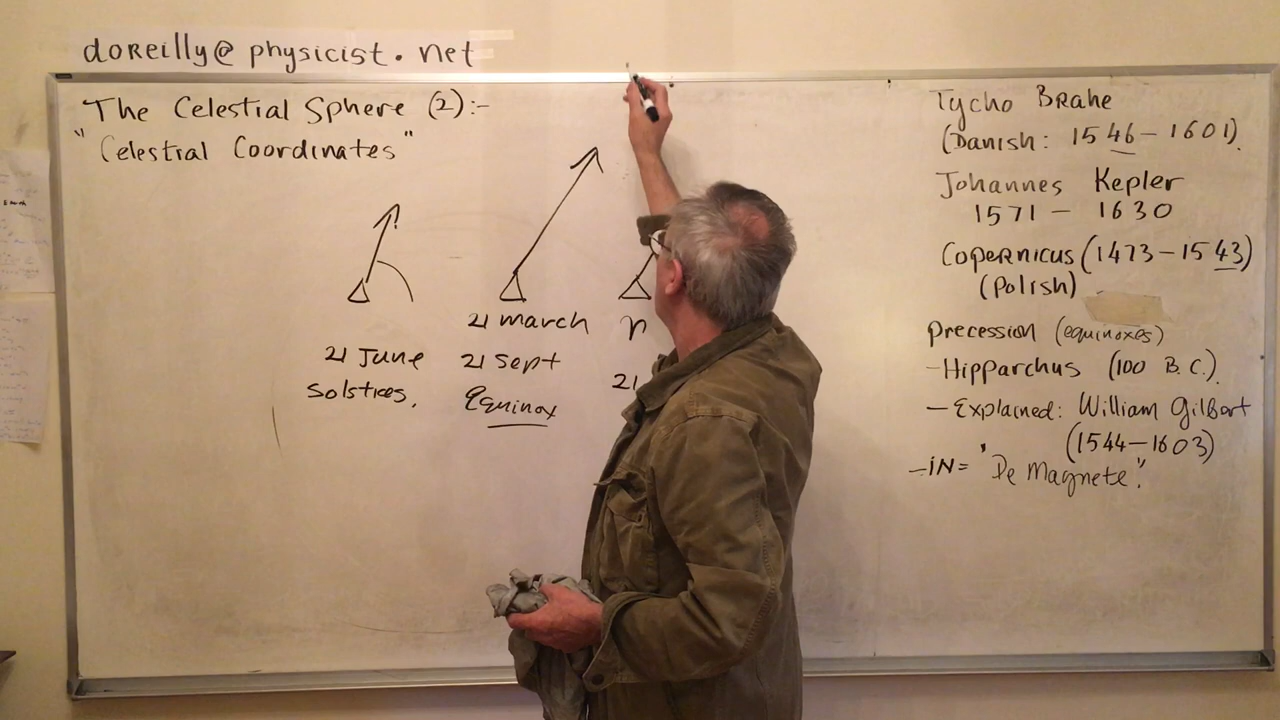 doReilly@physicist.net
The Celestial Sphere (2):-
"Celestral Coordinates"
21 June
Solstices,
21 march
21 Sept
Equinox
21
Tycho Brahe
(Danish: 1546-1601).
Johannes Kepler
1571 - 1630
Copernicus (1473-1543)
(Polish)
Precession (equinoxes)
-Hipparchus (100 B.C.)
- Explained: William Gilbert
(1544-1603)
-iN= "De Magnete".